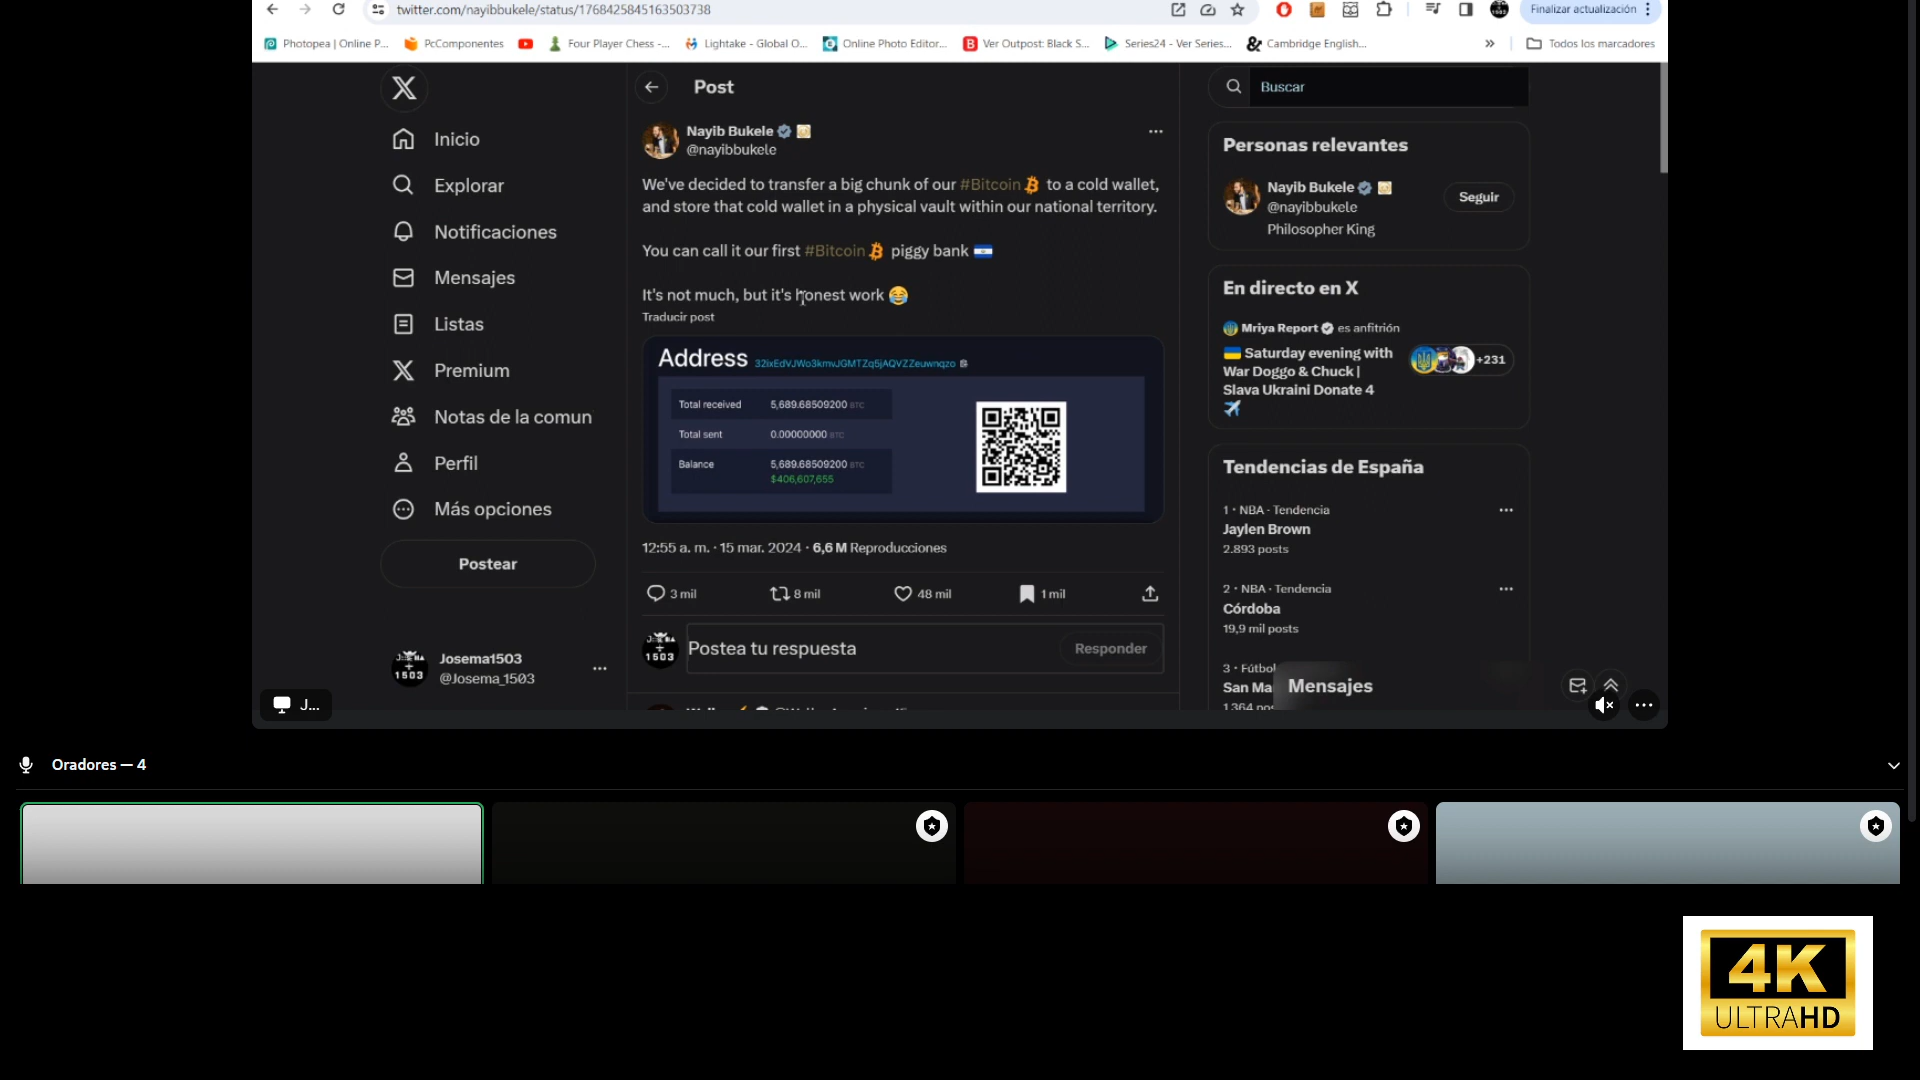 twitter.com/nayibbukele/status/1768425845163503738
Finalizar actualización
Photopea | Online P...
PcComponentes
Four Player Chess -...
Lightake - Global O...
Online Photo Editor...
Ver Outpost: Black S...
Series24 - Ver Series...
Cambridge English...
»
Todos los marcadores
Inicio
Explorar
Notificaciones
Mensajes
Listas
Premium
Notas de la comun
Perfil
Más opciones
Postear
Josema1503
@Josema_1503
J...
Post
Nayib Bukele
@nayibbukele
We've decided to transfer a big chunk of our #Bitcoin to a cold wallet,
and store that cold wallet in a physical vault within our national territory.
You can call it our first #Bitcoin piggy bank 🇸🇻
It's not much, but it's honest work 😂
Traducir post
Address 32ixEdVJWo3kmvJGMTZq5jAQVZZeuwnqzo
Total received 5,689.68509200 BTC
Total sent 0.00000000 BTC
Balance 5,689.68509200 BTC
$406,607,655
12:55 a. m. · 15 mar. 2024 · 6,6 M Reproducciones
3 mil 8 mil 48 mil 1 mil
1503
Postea tu respuesta
Responder
Buscar
Personas relevantes
Nayib Bukele
@nayibbukele
Philosopher King
Seguir
En directo en X
Mriya Report es anfitrión
🇺🇦 Saturday evening with
War Doggo & Chuck |
Slava Ukraini Donate 4
✈️
+231
Tendencias de España
1 · NBA · Tendencia
Jaylen Brown
2.893 posts
2 · NBA · Tendencia
Córdoba
19,9 mil posts
3 · Fútbol
San Ma
Mensajes
Oradores — 4
4K
ULTRAHD